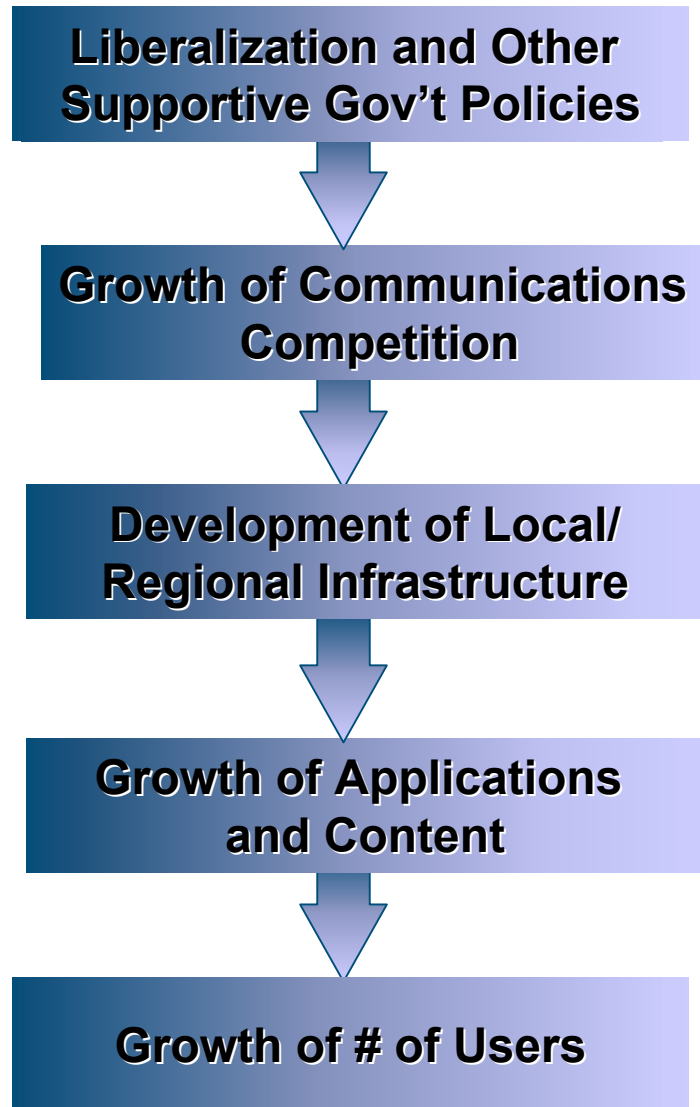 Liberalization and Other
Supportive Gov’t Policies
Growth of Communications
Competition
Development of Local/
Regional Infrastructure
Growth of Applications
and Content
Growth of # of Users